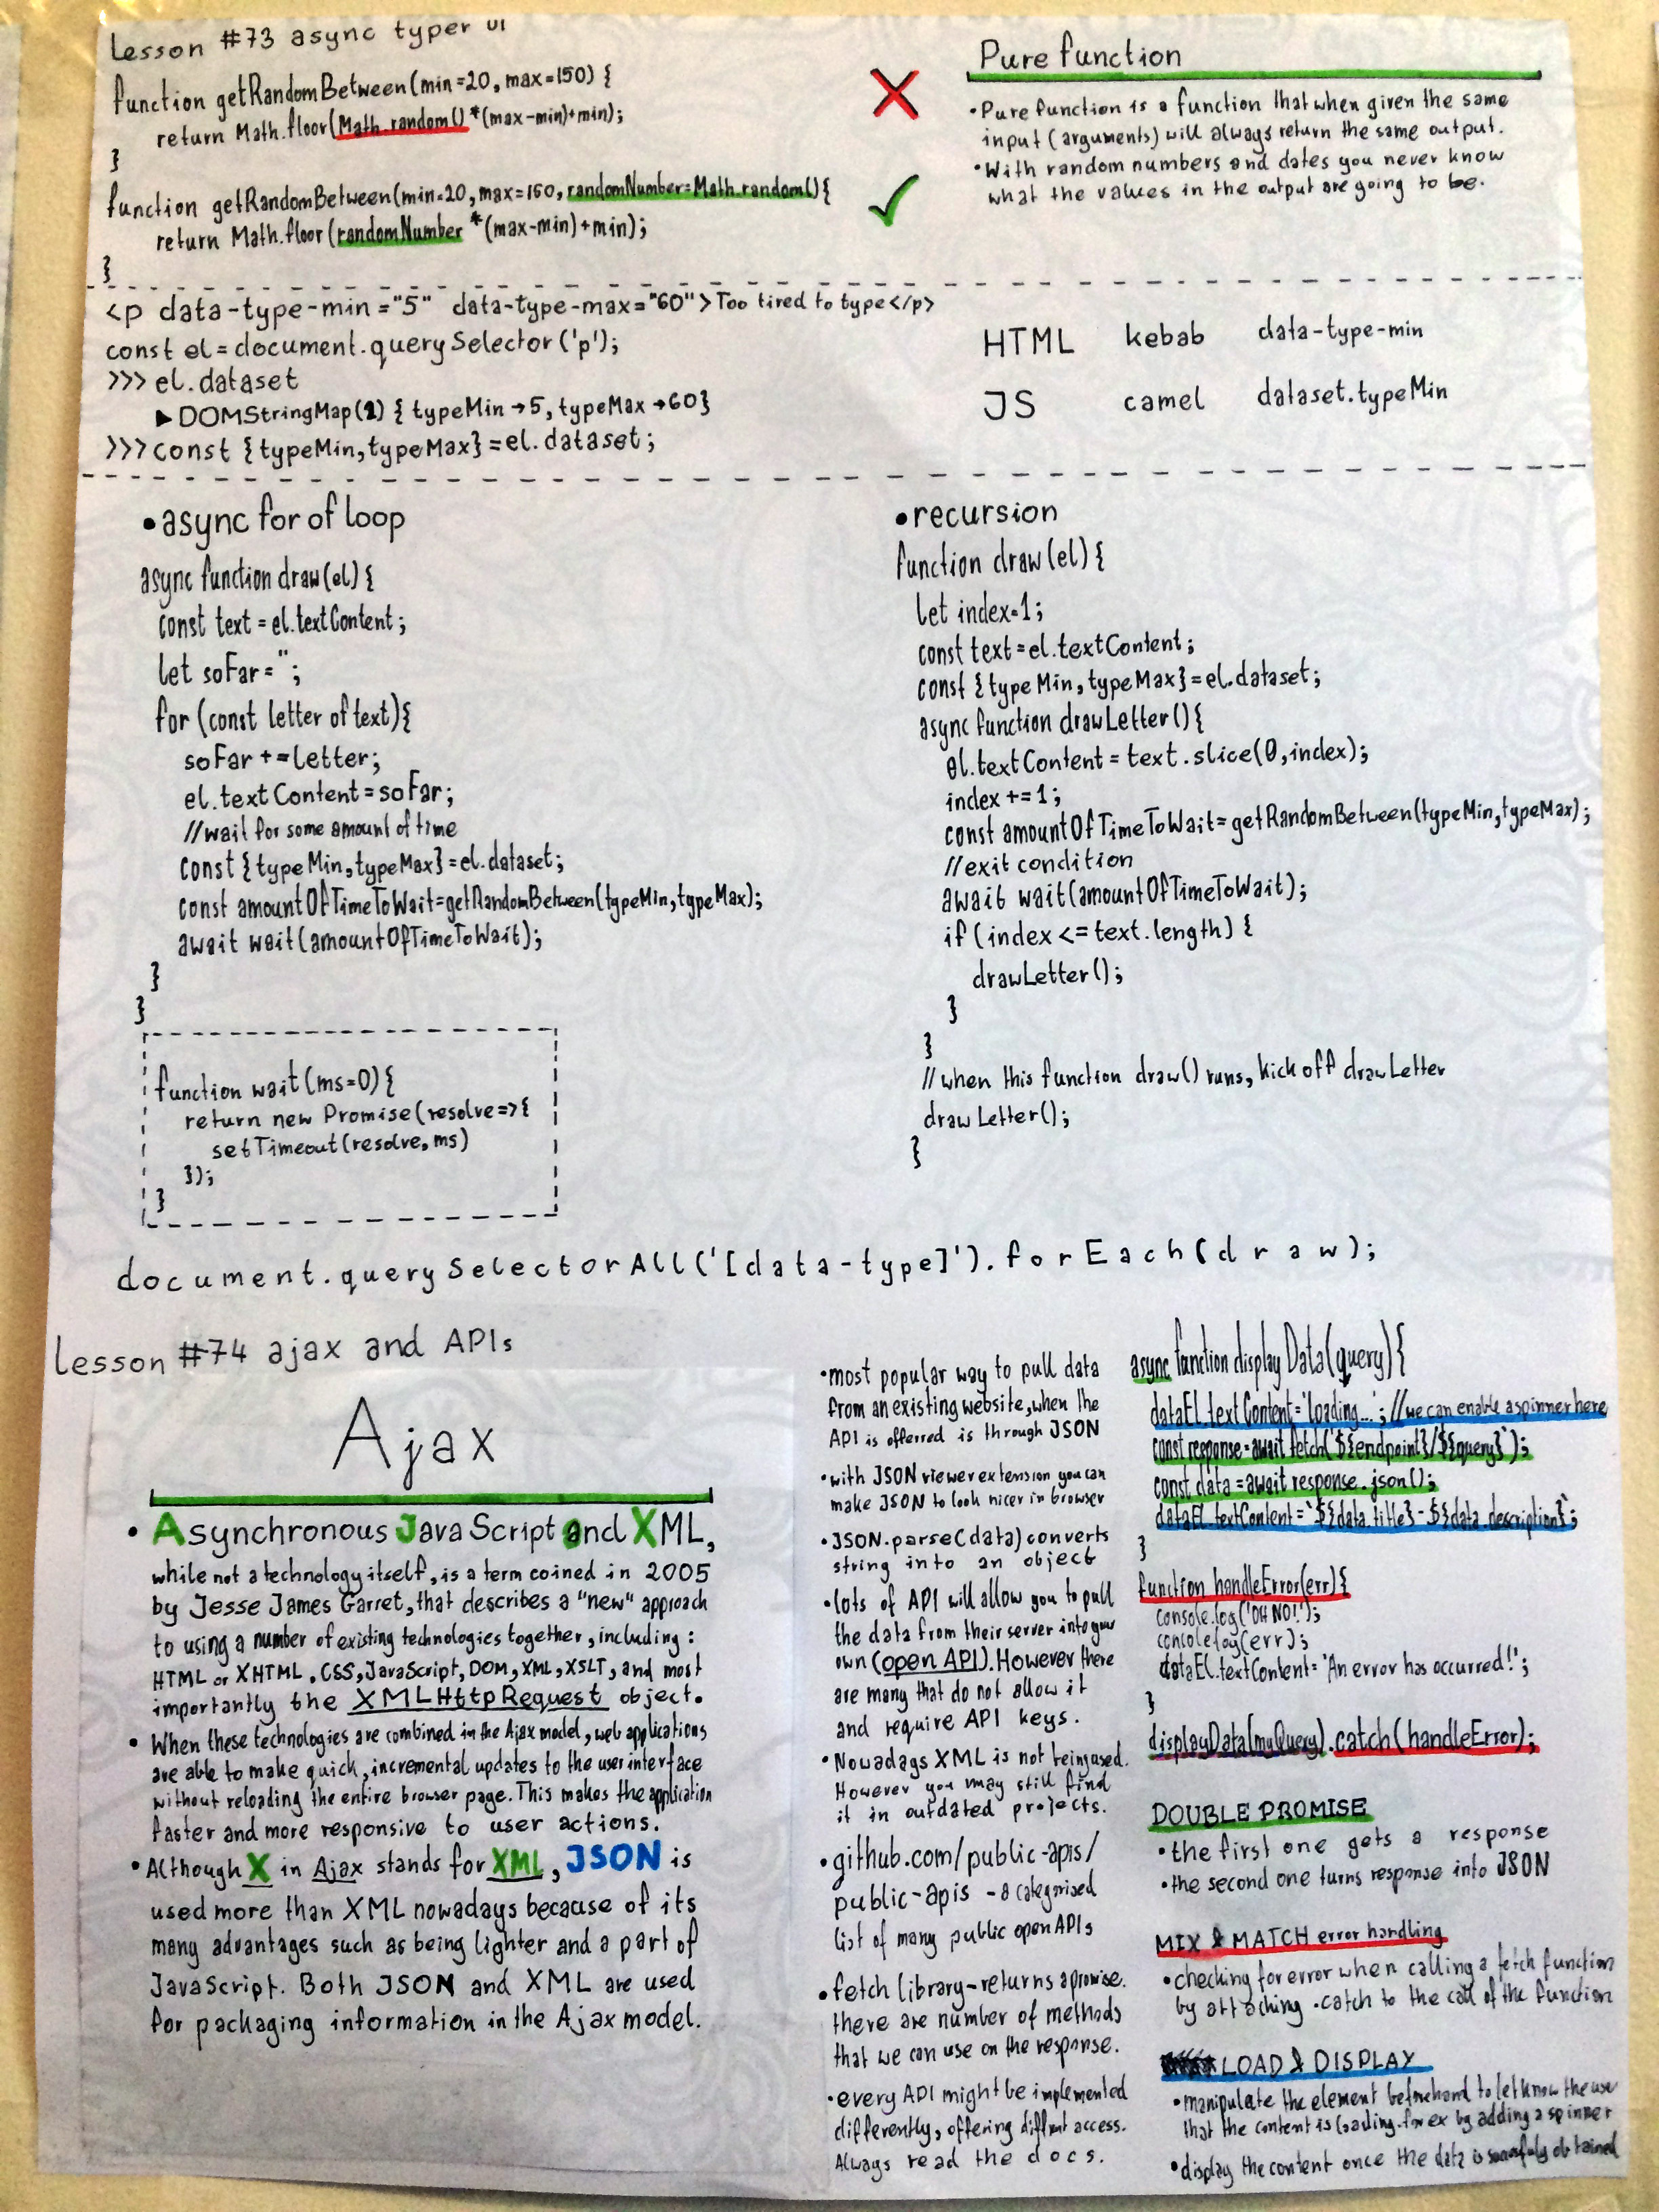 Lesson #73 async typer UI
function getRandomBetween(min=20, max=150) {
return Math.floor(Math.random() *(max-min)+min);
}
function getRandomBetween(min=20, max=150, randomNumber=Math.random(){
return Math.floor(randomNumber *(max-min)+min);
}
Pure function
•Pure function is a function that when given the same
input (arguments) will always return the same output.
•With random numbers and dates you never know
what the values in the output are going to be.
<p data-type-min="5" data-type-max="60">Too tired to type</p>
const el=document.querySelector('p');
>>> el.dataset
▶DOMStringMap(2) { typeMin→5, typeMax→60}
>>>const {typeMin,typeMax}=el.dataset;
HTML kebab data-type-min
JS camel dataset.typeMin
•async for of loop
async function draw(el){
const text = el.textContent;
let soFar='';
for (const letter of text){
soFar +=letter;
el.textContent=soFar;
//wait for some amount of time
const{typeMin,typeMax}=el.dataset;
const amountOfTimeToWait=getRandomBetween(typeMin,typeMax);
await wait(amountOfTimeToWait);
}
}
function wait(ms=0){
return new Promise(resolve=>{
setTimeout(resolve,ms)
});
}
•recursion
function draw(el){
let index=1;
const text=el.textContent;
const {typeMin,typeMax}=el.dataset;
async function drawLetter(){
el.textContent=text.slice(0,index);
index +=1;
const amountOfTimeToWait=getRandomBetween(typeMin,typeMax);
//exit condition
await wait(amountOfTimeToWait);
if(index <=text.length) {
drawLetter();
}
}
//when this function draw() runs, kick off drawLetter
drawLetter();
}
document.querySelectorAll('[data-type]').forEach(draw);
Lesson #74 ajax and APIs
Ajax
• Asynchronous JavaScript and XML,
while not a technology itself, is a term coined in 2005
by Jesse James Garret, that describes a "new" approach
to using a number of existing technologies together, including:
HTML or XHTML, CSS, JavaScript, DOM, XML, XSLT, and most
importantly the XMLHttpRequest object.
• When these technologies are combined in the Ajax model, web applications
are able to make quick, incremental updates to the user interface
without reloading the entire browser page. This makes the application
faster and more responsive to user actions.
•Although X in Ajax stands for XML, JSON is
used more than XML nowadays because of its
many advantages such as being lighter and a part of
JavaScript. Both JSON and XML are used
for packaging information in the Ajax model.
•most popular way to pull data
from an existing website, when the
API is offerred is through JSON
•with JSON viewer extension you can
make JSON to look nicer in browser
•JSON.parse(data) converts
string into an object
•lots of API will allow you to pull
the data from their server into your
own (open API). However there
are many that do not allow it
and require API keys.
•Nowadays XML is not being used.
However you may still find
it in outdated projects.
•github.com/public-apis/
public-apis - a categorised
list of many public open APIs
•fetch library-returns a promise.
there are number of methods
that we can use on the response.
•every API might be implemented
differently, offering diffrent access.
Always read the docs.
async function displayData(query){
dataEl.textContent='loading...'; //we can enable a spinner here
const response=await fetch(`${endpoint}/${query}`);
const data=await response.json();
dataEl.textContent=`${data.title}-${data.description}`;
}
function handleError(err){
console.log('OH NO!');
console.log(err);
dataEl.textContent='An error has occurred!';
}
displayData(myQuery).catch(handleError);
DOUBLE PROMISE
•the first one gets a response
•the second one turns response into JSON
MIX & MATCH error handling
•checking for error when calling a fetch function
by attaching .catch to the call of the function
LOAD & DISPLAY
•manipulate the element beforehand to let know the user
that the content is loading. for ex by adding a spinner
•display the content once the data is obtained